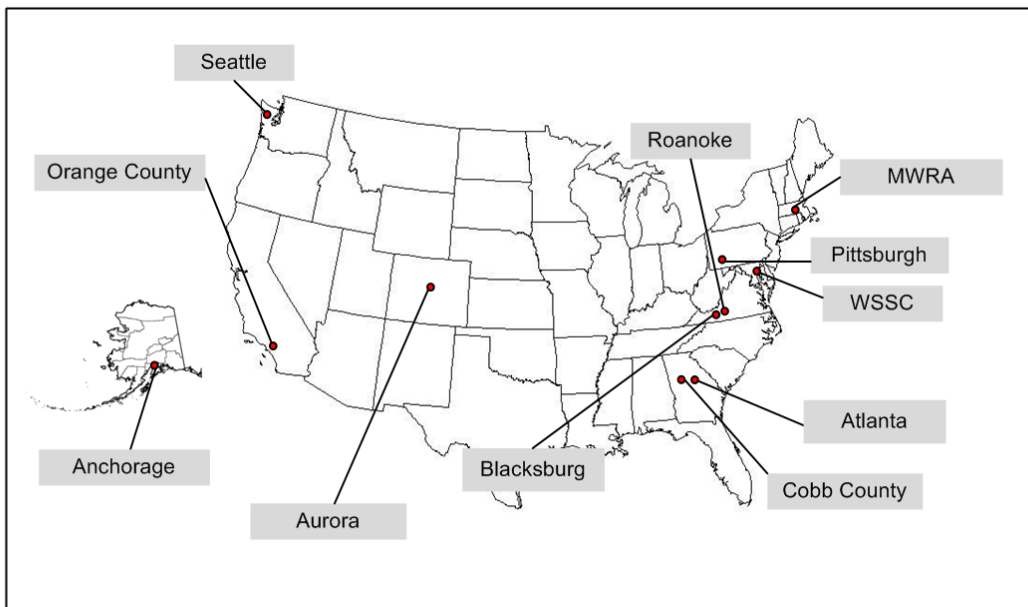 Seattle
Roanoke
Orange County
MWRA
Pittsburgh
WSSC
Atlanta
Anchorage
Blacksburg
Cobb County
Aurora